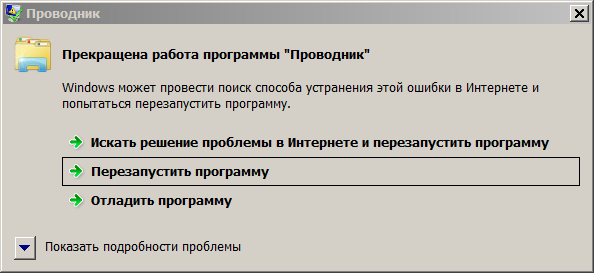 Проводник
Прекращена работа программы "Проводник"
Windows может провести поиск способа устранения этой ошибки в Интернете и
попытаться перезапустить программу.
Искать решение проблемы в Интернете и перезапустить программу
Перезапустить программу
Отладить программу
Показать подробности проблемы